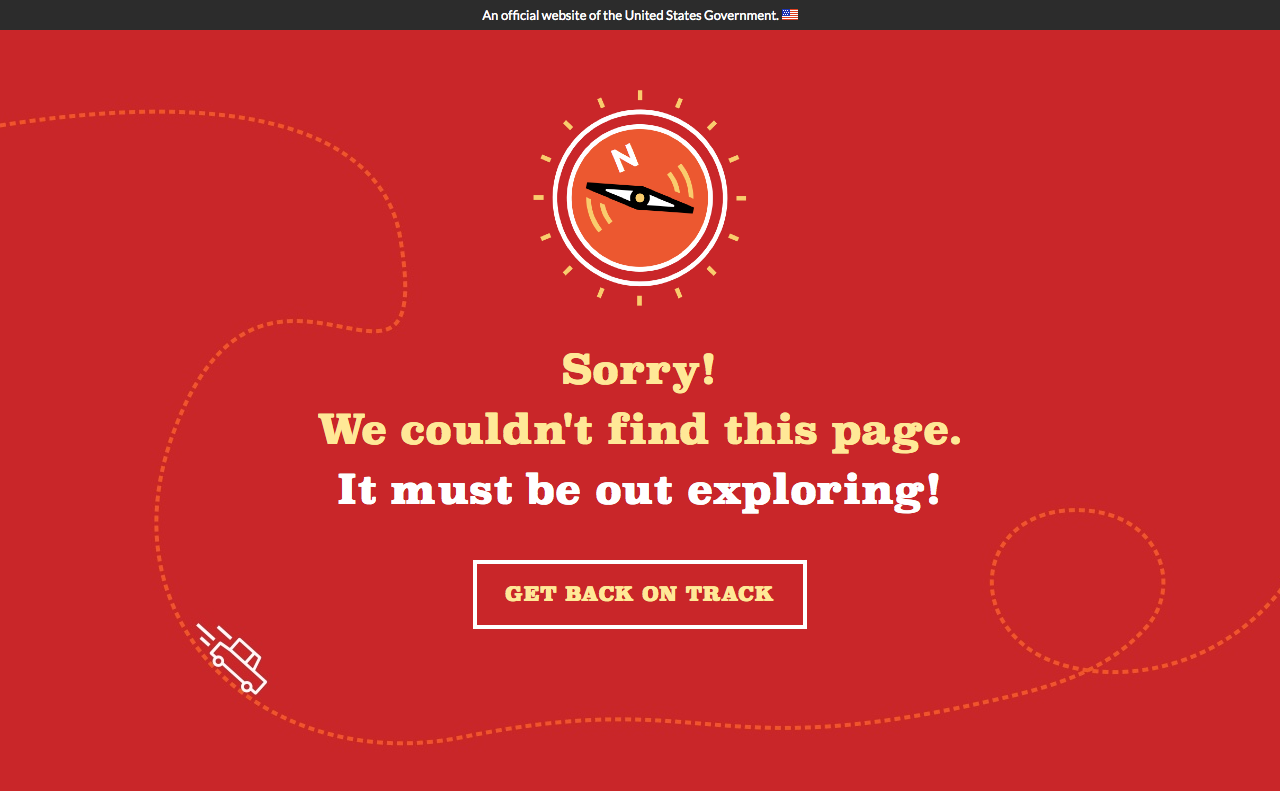 An official website of the United States Government.
N
Sorry!
We couldn't find this page.
It must be out exploring!
GET BACK ON TRACK